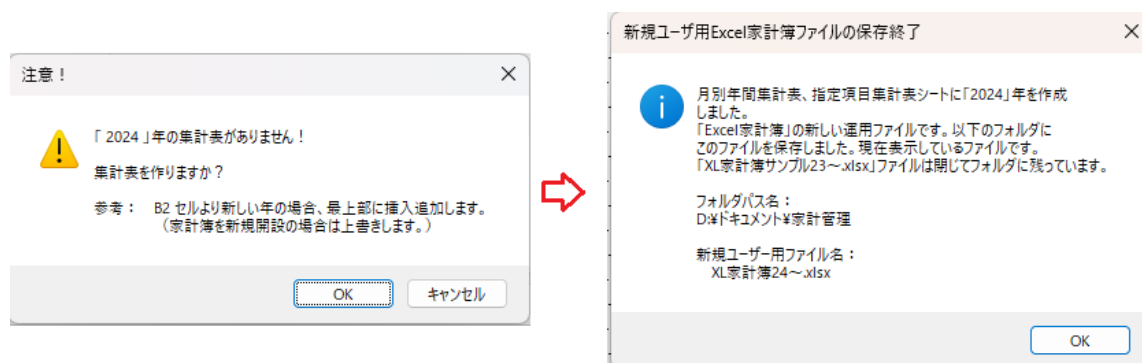 注意！
「 2024 」年の集計表がありません！
集計表を作りますか？
参考： B2 セルより新しい年の場合、最上部に挿入追加します。
（家計簿を新規開設の場合は上書きします。）
OK キャンセル
新規ユーザ用Excel家計簿ファイルの保存終了
月別年間集計表、指定項目集計表シートに「2024」年を作成
しました。
「Excel家計簿」の新しい運用ファイルです。以下のフォルダに
このファイルを保存しました。現在表示しているファイルです。
「XL家計簿サンプル23～.xlsx」ファイルは閉じてフォルダに残っています。
フォルダパス名：
D:¥ドキュメント¥家計管理
新規ユーザー用ファイル名：
XL家計簿24～.xlsx
OK